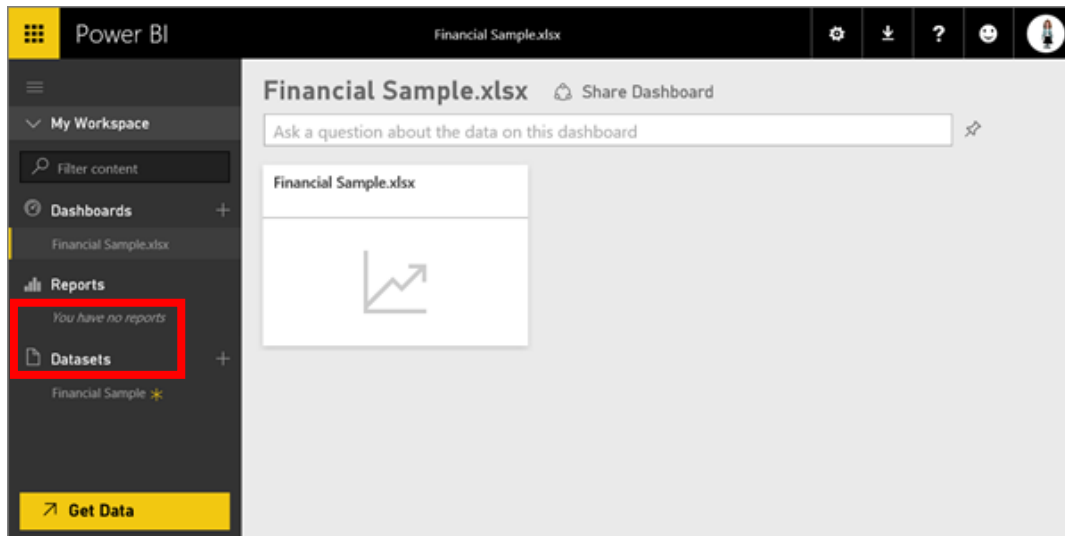 Power BI
Financial Sample.xlsx
?
Financial Sample.xlsx
Share Dashboard
My Workspace
Ask a question about the data on this dashboard
Filter content
Financial Sample.xlsx
Dashboards
Financial Sample.xlsx
Reports
You have no reports
Datasets
Financial Sample
Get Data